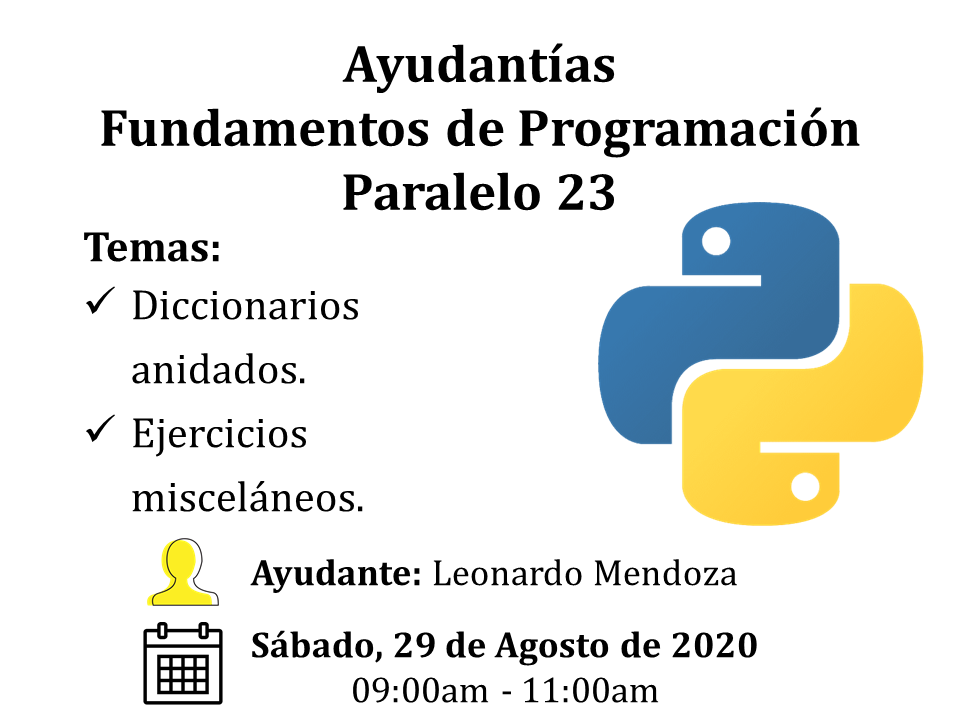 Ayudantías
Fundamentos de Programación
Paralelo 23
Temas:
✓ Diccionarios
anidados.
✓ Ejercicios
misceláneos.
Ayudante: Leonardo Mendoza
Sábado, 29 de Agosto de 2020
09:00am - 11:00am